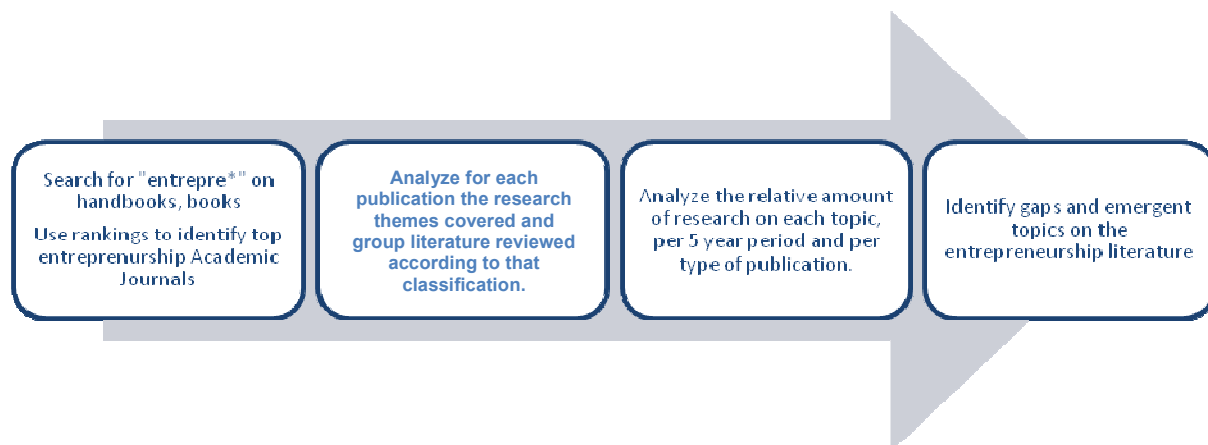 Search for "entrepre*" on
handbooks, books
Use rankings to identify top
entreprenurship Academic
Journals
Analyze for each
publication the research
themes covered and
group literature reviewed
according to that
classification.
Analyze the relative amount
of research on each topic,
per 5 year period and per
type of publication.
Identify gaps and emergent
topics on the
entrepreneurship literature